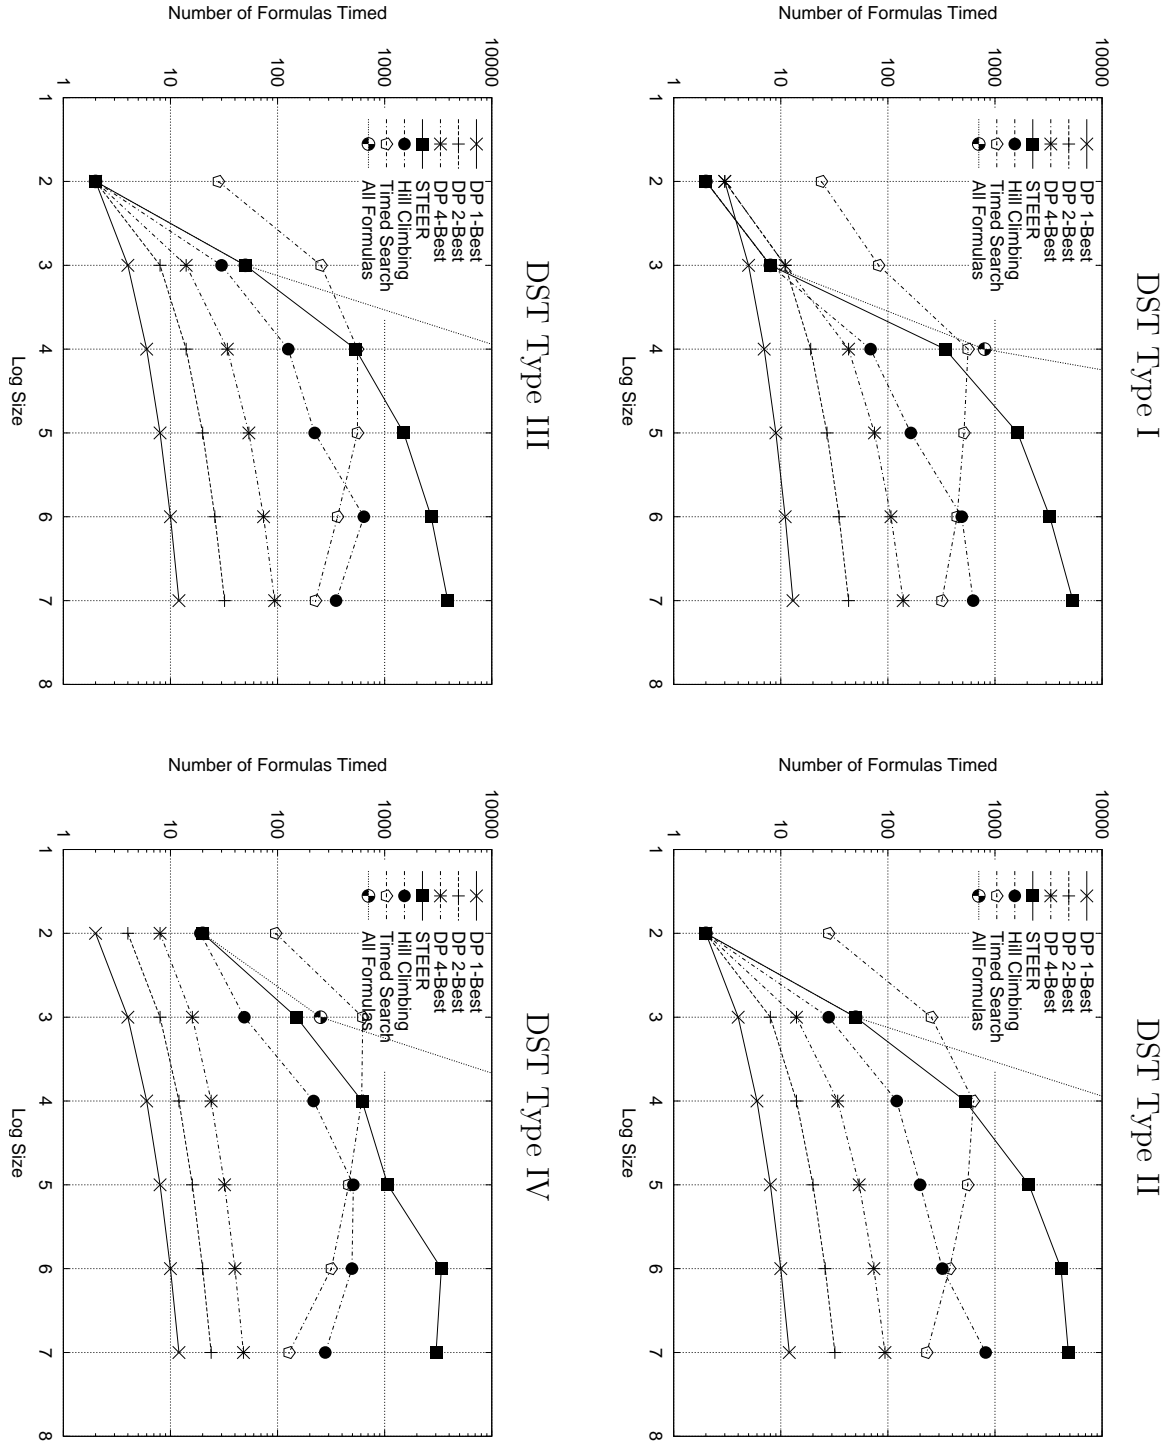 DST Type I
Number of Formulas Timed
10000
1000
100
10
1
1
2
3
4
5
6
7
8
Log Size
DP 1-Best
DP 2-Best
DP 4-Best
STEER
Hill Climbing
Timed Search
All Formulas
DST Type II
Number of Formulas Timed
10000
1000
100
10
1
1
2
3
4
5
6
7
8
Log Size
DP 1-Best
DP 2-Best
DP 4-Best
STEER
Hill Climbing
Timed Search
All Formulas
DST Type III
Number of Formulas Timed
10000
1000
100
10
1
1
2
3
4
5
6
7
8
Log Size
DP 1-Best
DP 2-Best
DP 4-Best
STEER
Hill Climbing
Timed Search
All Formulas
DST Type IV
Number of Formulas Timed
10000
1000
100
10
1
1
2
3
4
5
6
7
8
Log Size
DP 1-Best
DP 2-Best
DP 4-Best
STEER
Hill Climbing
Timed Search
All Formulas